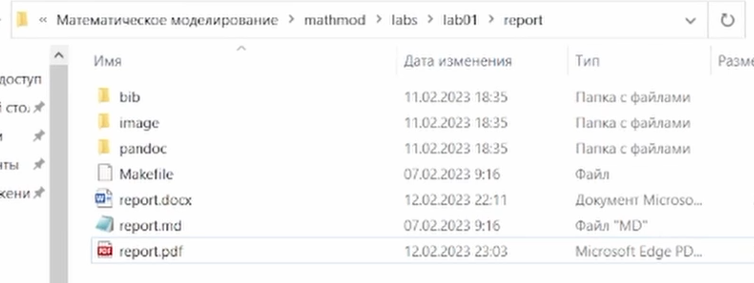 « Математическое моделирование > mathmod > labs > lab01 > report
Имя Дата изменения Тип Разме
доступ
bib 11.02.2023 18:35 Папка с файлами
й сто.
image 11.02.2023 18:35 Папка с файлами
и
pandoc 11.02.2023 18:35 Папка с файлами
нты
Makefile 07.02.2023 9:16 Файл
жени
report.docx 12.02.2023 22:11 Документ Microso...
report.md 07.02.2023 9:16 Файл "MD"
PDF report.pdf 12.02.2023 23:03 Microsoft Edge PD...